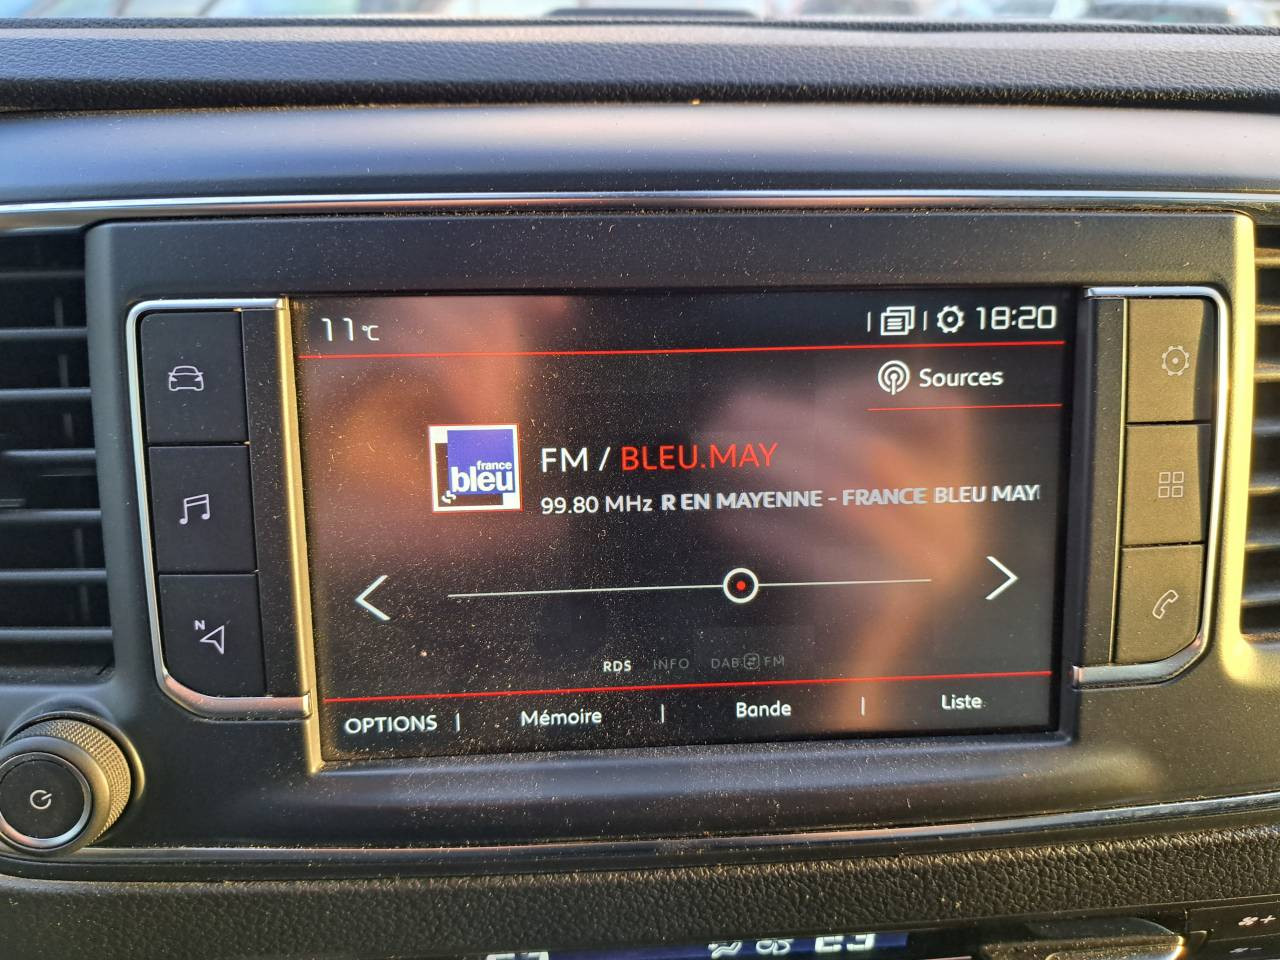 11°C
18:20
Sources
france
bleu
FM / BLEU.MAY
99.80 MHz R EN MAYENNE - FRANCE BLEU MAY
N
RDS INFO DAB FM
OPTIONS | Mémoire | Bande | Liste